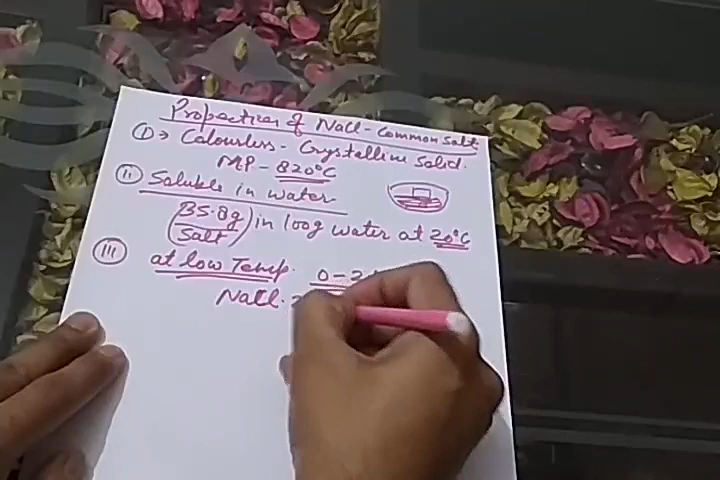 Properties of NaCl - Common Salt
(I) → Colourless - Crystalline Solid.
MP - 820°C
(II) Soluble in water
(35.8g
Salt) in 100g water at 20°C
(III) at low Temp. 0 -
NaCl.